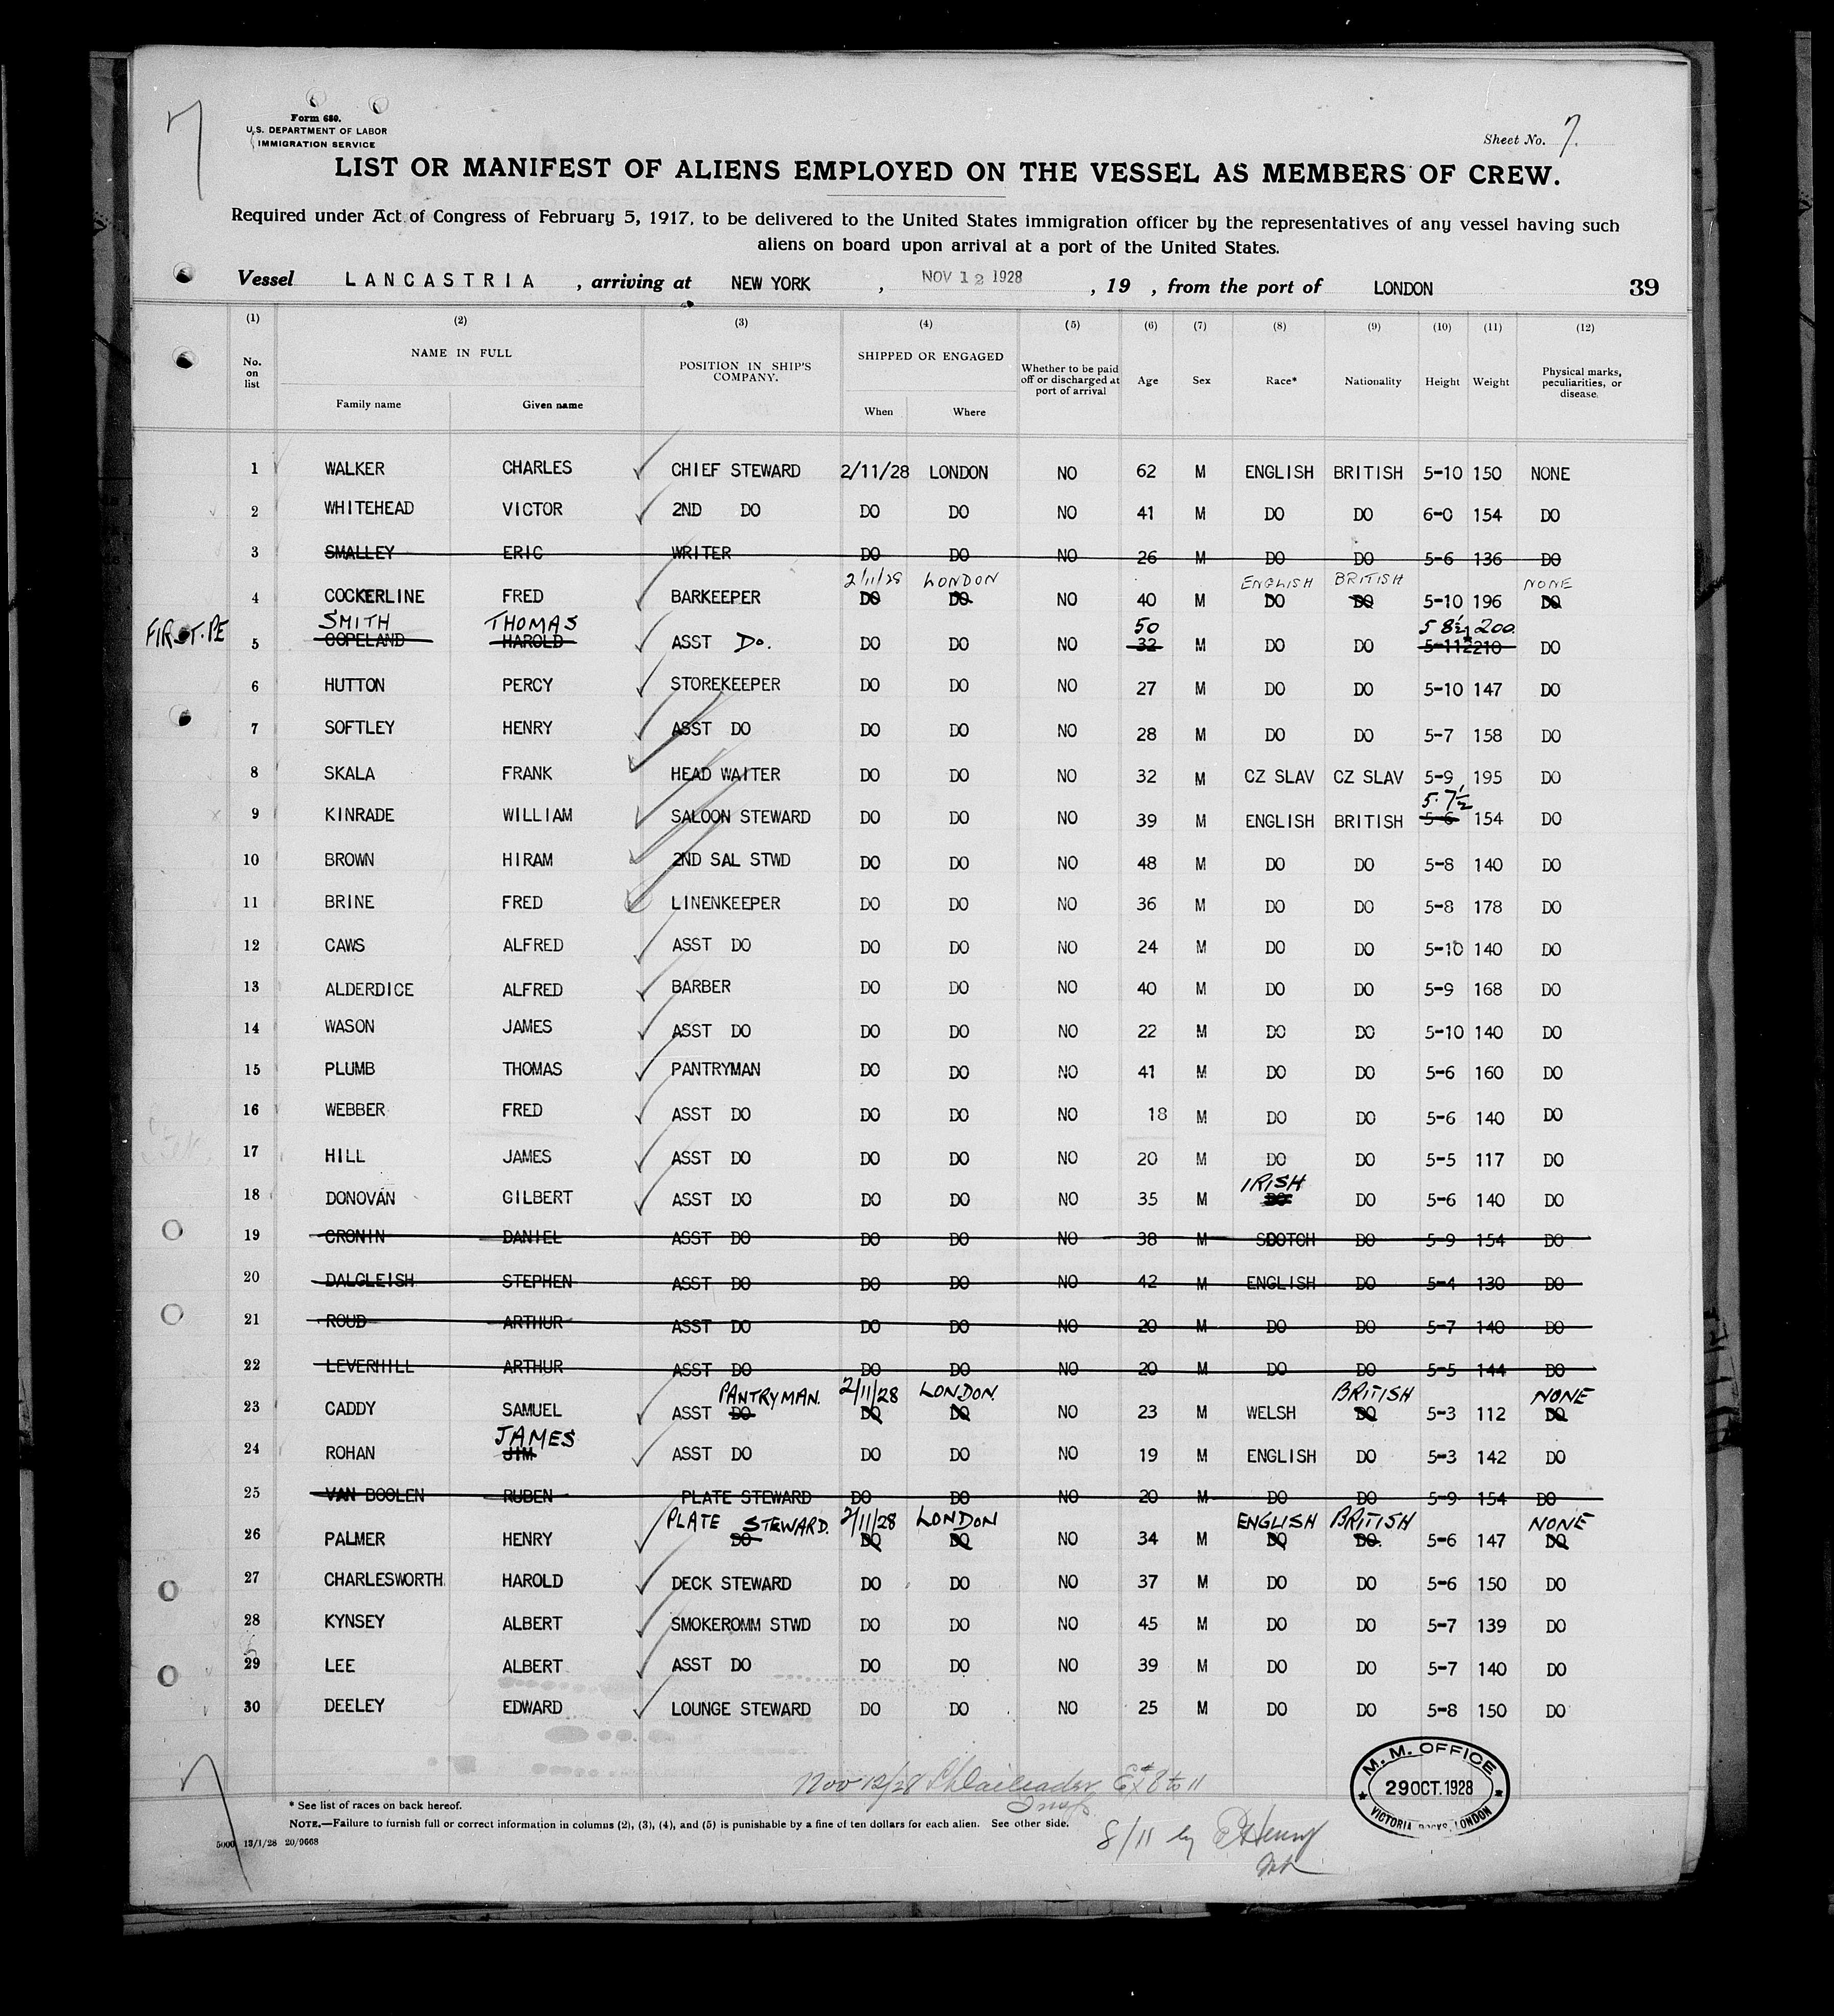 7
Form 680.
U.S. DEPARTMENT OF LABOR
IMMIGRATION SERVICE
Sheet No. 7.
LIST OR MANIFEST OF ALIENS EMPLOYED ON THE VESSEL AS MEMBERS OF CREW.
Required under Act of Congress of February 5, 1917, to be delivered to the United States immigration officer by the representatives of any vessel having such
aliens on board upon arrival at a port of the United States.
Vessel LANCASTRIA , arriving at NEW YORK , NOV 12 1928 , 19 , from the port of LONDON 39
(1) (2) (3) (4) (5) (6) (7) (8) (9) (10) (11) (12)
No. on list NAME IN FULL Family name Given name POSITION IN SHIP'S COMPANY. SHIPPED OR ENGAGED When Where Whether to be paid off or discharged at port of arrival Age Sex Race* Nationality Height Weight Physical marks, peculiarities, or disease.
1 WALKER CHARLES CHIEF STEWARD 2/11/28 LONDON NO 62 M ENGLISH BRITISH 5-10 150 NONE
2 WHITEHEAD VICTOR 2ND DO DO DO NO 41 M DO DO 6-0 154 DO
3 SMALLEY ERIC WRITER DO DO NO 26 M DO DO 5-6 136 DO
2/11/28 LONDON ENGLISH BRITISH NONE
4 COCKERLINE FRED BARKEEPER DO DO NO 40 M DO DO 5-10 196 DO
SMITH THOMAS 50 5 8½ 200.
5 COPELAND HAROLD ASST Do. DO DO NO 32 M DO DO 5-11½ 210 DO
6 HUTTON PERCY STOREKEEPER DO DO NO 27 M DO DO 5-10 147 DO
7 SOFTLEY HENRY ASST DO DO DO NO 28 M DO DO 5-7 158 DO
8 SKALA FRANK HEAD WAITER DO DO NO 32 M CZ SLAV CZ SLAV 5-9 195 DO
5.7½
9 KINRADE WILLIAM SALOON STEWARD DO DO NO 39 M ENGLISH BRITISH 5-6 154 DO
10 BROWN HIRAM 2ND SAL STWD DO DO NO 48 M DO DO 5-8 140 DO
11 BRINE FRED LINENKEEPER DO DO NO 36 M DO DO 5-8 178 DO
12 CAWS ALFRED ASST DO DO DO NO 24 M DO DO 5-10 140 DO
13 ALDERDICE ALFRED BARBER DO DO NO 40 M DO DO 5-9 168 DO
14 WASON JAMES ASST DO DO DO NO 22 M DO DO 5-10 140 DO
15 PLUMB THOMAS PANTRYMAN DO DO NO 41 M DO DO 5-6 160 DO
16 WEBBER FRED ASST DO DO DO NO 18 M DO DO 5-6 140 DO
17 HILL JAMES ASST DO DO DO NO 20 M DO DO 5-5 117 DO
IRISH
18 DONOVAN GILBERT ASST DO DO DO NO 35 M DO DO 5-6 140 DO
19 CRONIN DANIEL ASST DO DO DO NO 38 M SCOTCH DO 5-9 154 DO
20 DALGLEISH STEPHEN ASST DO DO DO NO 42 M ENGLISH DO 5-4 130 DO
21 ROUD ARTHUR ASST DO DO DO NO 20 M DO DO 5-7 140 DO
22 LEVERHILL ARTHUR ASST DO DO DO NO 20 M DO DO 5-5 144 DO
PANTRYMAN. 2/11/28 LONDON. BRITISH NONE
23 CADDY SAMUEL ASST DO DO DO NO 23 M WELSH DO 5-3 112 DO
JAMES
24 ROHAN JIM ASST DO DO DO NO 19 M ENGLISH DO 5-3 142 DO
25 VAN BOOLEN RUBEN PLATE STEWARD DO DO NO 20 M DO DO 5-9 154 DO
PLATE STEWARD. 2/11/28 LONDON ENGLISH BRITISH NONE
26 PALMER HENRY DO DO DO NO 34 M DO DO. 5-6 147 DO
27 CHARLESWORTH HAROLD DECK STEWARD DO DO NO 37 M DO DO 5-6 150 DO
28 KYNSEY ALBERT SMOKEROMM STWD DO DO NO 45 M DO DO 5-7 139 DO
29 LEE ALBERT ASST DO DO DO NO 39 M DO DO 5-7 140 DO
30 DEELEY EDWARD LOUNGE STEWARD DO DO NO 25 M DO DO 5-8 150 DO
M. M. OFFICE
29 OCT. 1928
VICTORIA DOCKS, LONDON
Nov 12/28
8/11 by
* See list of races on back hereof.
NOTE.—Failure to furnish full or correct information in columns (2), (3), (4), and (5) is punishable by a fine of ten dollars for each alien. See other side.
5000 13/1/28 20/9668